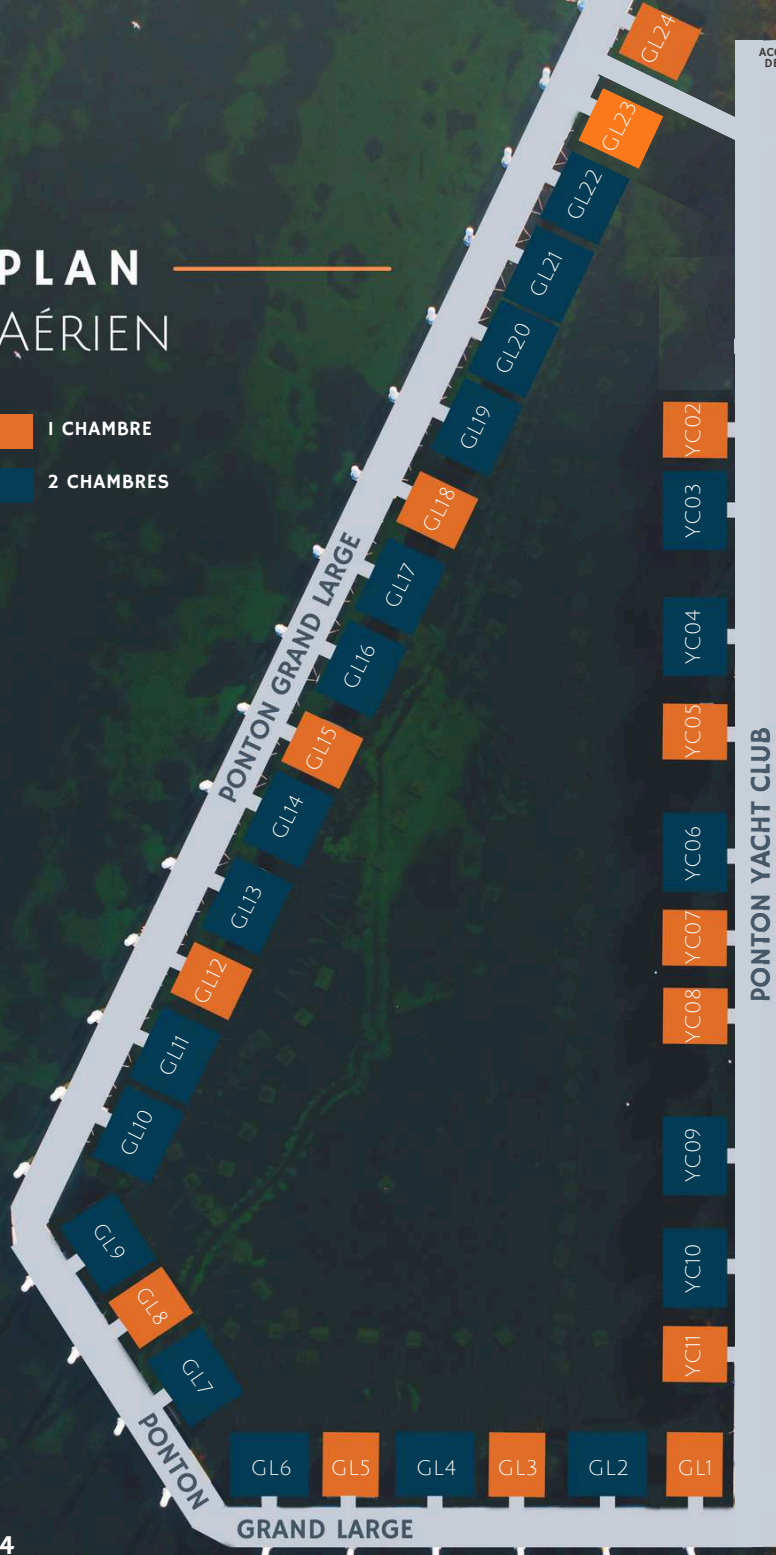 ACC
DE
GL24
GL23
GL22
PLAN
AÉRIEN
GL21
GL20
I CHAMBRE
2 CHAMBRES
GL19
YC02
GL18
YC03
PONTON GRAND LARGE
GL17
GL16
YC04
GL15
YC05
GL14
PONTON YACHT CLUB
YC06
GL13
YC07
GL12
YC08
GL11
GL10
YC09
GL9
YC10
GL8
YC11
GL7
PONTON
GL6
GL5
GL4
GL3
GL2
GL1
GRAND LARGE
4